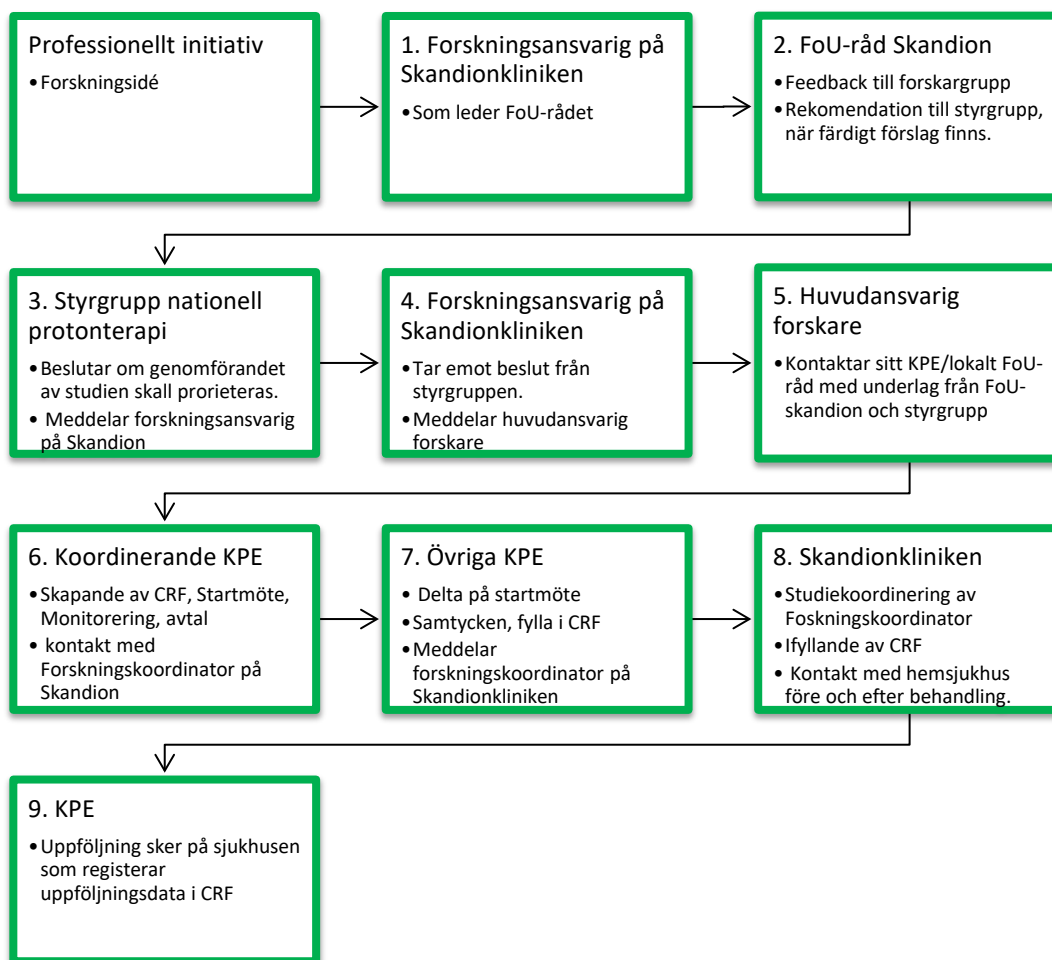 Professionellt initiativ
•Forskningsidé
1. Forskningsansvarig på
Skandionkliniken
•Som leder FoU-rådet
2. FoU-råd Skandion
•Feedback till forskargrupp
•Rekomendation till styrgrupp,
när färdigt förslag finns.
3. Styrgrupp nationell
protonterapi
•Beslutar om genomförandet
av studien skall prorieteras.
• Meddelar forskningsansvarig
på Skandion
4. Forskningsansvarig på
Skandionkliniken
•Tar emot beslut från
styrgruppen.
•Meddelar huvudansvarig
forskare
5. Huvudansvarig
forskare
•Kontaktar sitt KPE/lokalt FoU-
råd med underlag från FoU-
skandion och styrgrupp
6. Koordinerande KPE
•Skapande av CRF, Startmöte,
Monitorering, avtal
• kontakt med
Forskningskoordinator på
Skandion
7. Övriga KPE
• Delta på startmöte
•Samtycken, fylla i CRF
•Meddelar
forskningskoordinator på
Skandionkliniken
8. Skandionkliniken
•Studiekoordinering av
Foskningskoordinator
•Ifyllande av CRF
• Kontakt med hemsjukhus
före och efter behandling.
9. KPE
•Uppföljning sker på sjukhusen
som registerar
uppföljningsdata i CRF